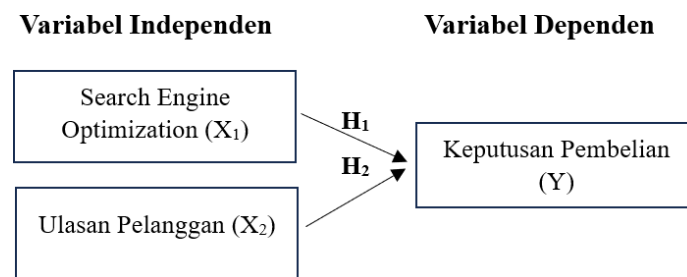 Variabel Independen
Variabel Dependen
Search Engine
Optimization (X₁)
H₁
H₂
Keputusan Pembelian
(Y)
Ulasan Pelanggan (X₂)